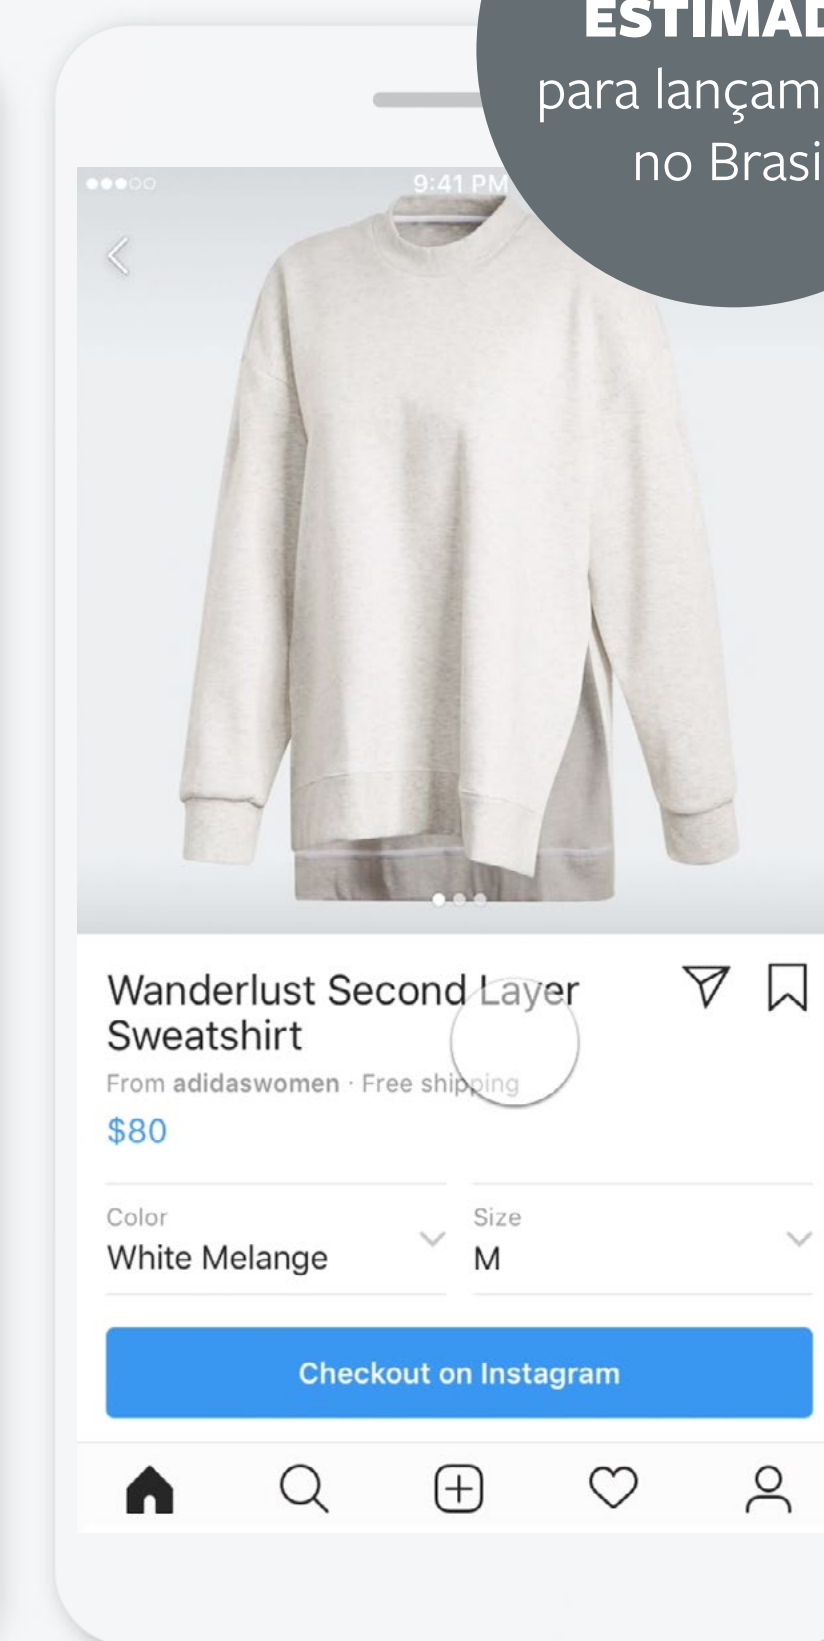 ESTIMAD
para lançam
no Brasi
9:41 PM
Wanderlust Second Layer
Sweatshirt
From adidaswomen · Free shipping
$80
Color
White Melange
Size
M
Checkout on Instagram